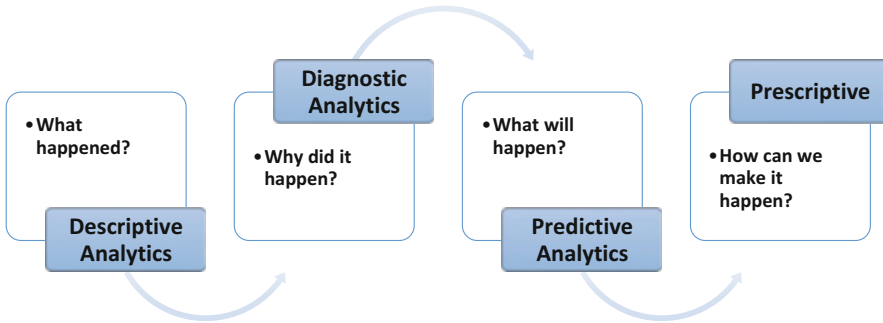 •What
happened?
Descriptive
Analytics
Diagnostic
Analytics
•Why did it
happen?
•What will
happen?
Predictive
Analytics
Prescriptive
•How can we
make it
happen?